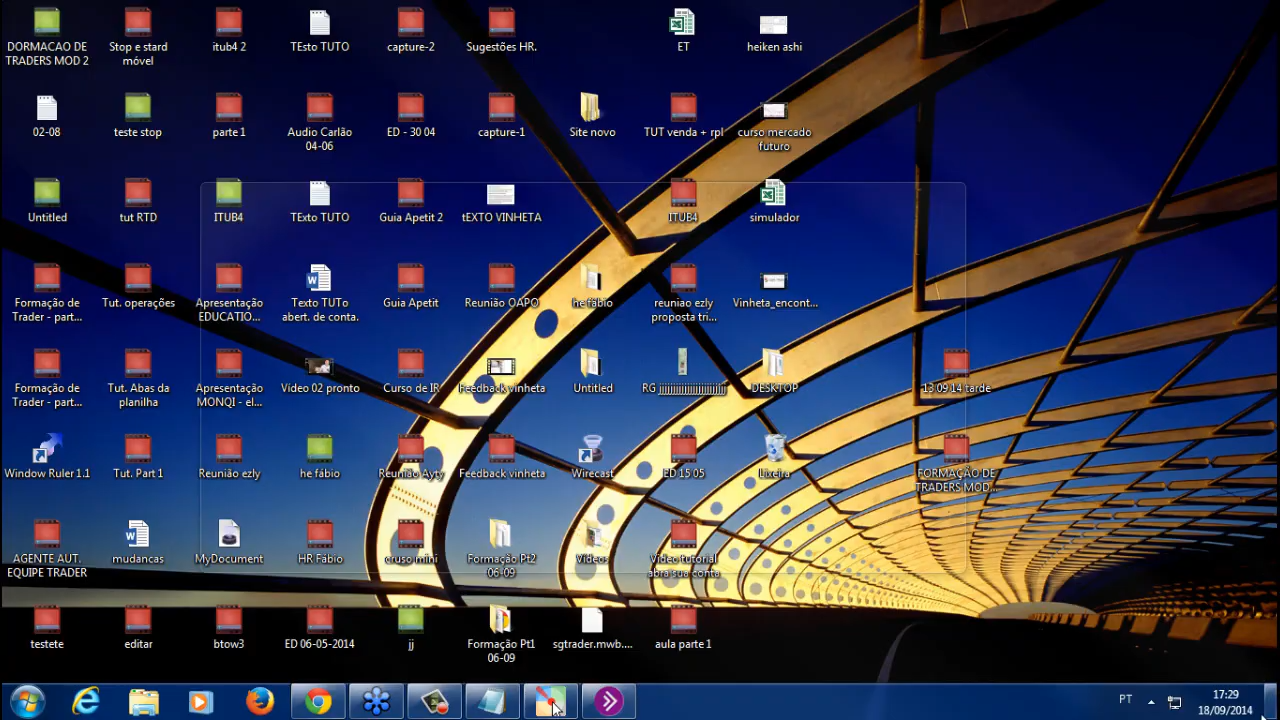 DORMACAO DE
TRADERS MOD 2
Stop e stard
móvel
itub4 2
TEsto TUTO
capture-2
Sugestões HR.
ET
heiken ashi
02-08
teste stop
parte 1
Audio Carlão
04-06
ED - 30 04
capture-1
Site novo
TUT venda + rpl
curso mercado
futuro
Untitled
tut RTD
ITUB4
TExto TUTO
Guia Apetit 2
tEXTO VINHETA
ITUB4
simulador
Formação de
Trader - part...
Tut. operações
Apresentação
EDUCATIO...
Texto TUTo
abert. de conta.
Guia Apetit
Reunião OAPO
he fábio
reuniao ezly
proposta tri...
Vinheta_encont...
Formação de
Trader - part...
Tut. Abas da
planilha
Apresentação
MONQI - el...
Vídeo 02 pronto
Curso de IR
Feedback vinheta
Untitled
RG
DESKTOP
13 09 14 tarde
Window Ruler 1.1
Tut. Part 1
Reunião ezly
he fábio
Reunião Ayty
Feedback vinheta
Wirecast
ED 15 05
Lixeira
FORMAÇÃO DE
TRADERS MOD...
AGENTE AUT.
EQUIPE TRADER
mudancas
MyDocument
HR Fábio
cruso mini
Formação Pt2
06-09
Videos
Video tutorial
abra sua conta
testete
editar
btow3
ED 06-05-2014
jj
Formação Pt1
06-09
sgtrader.mwb....
aula parte 1
PT
17:29
18/09/2014